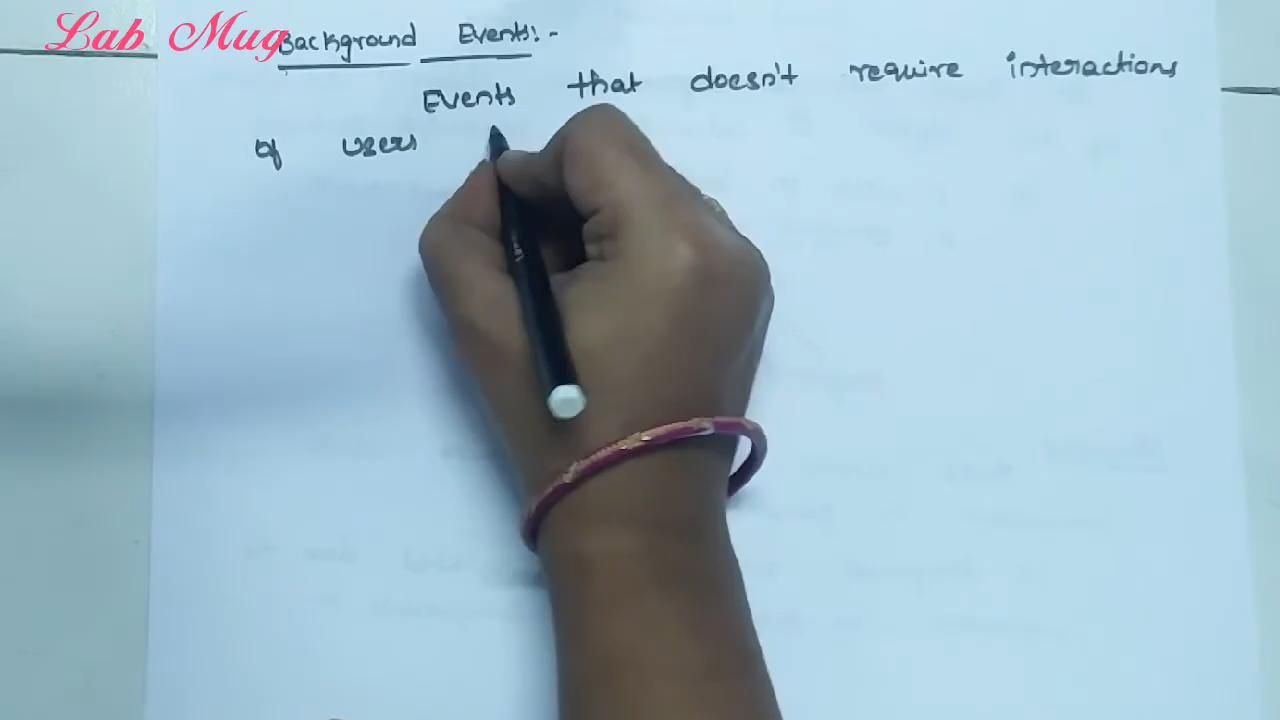 Lab Mug
Background Events:-
Events that doesn't require interactions
of users